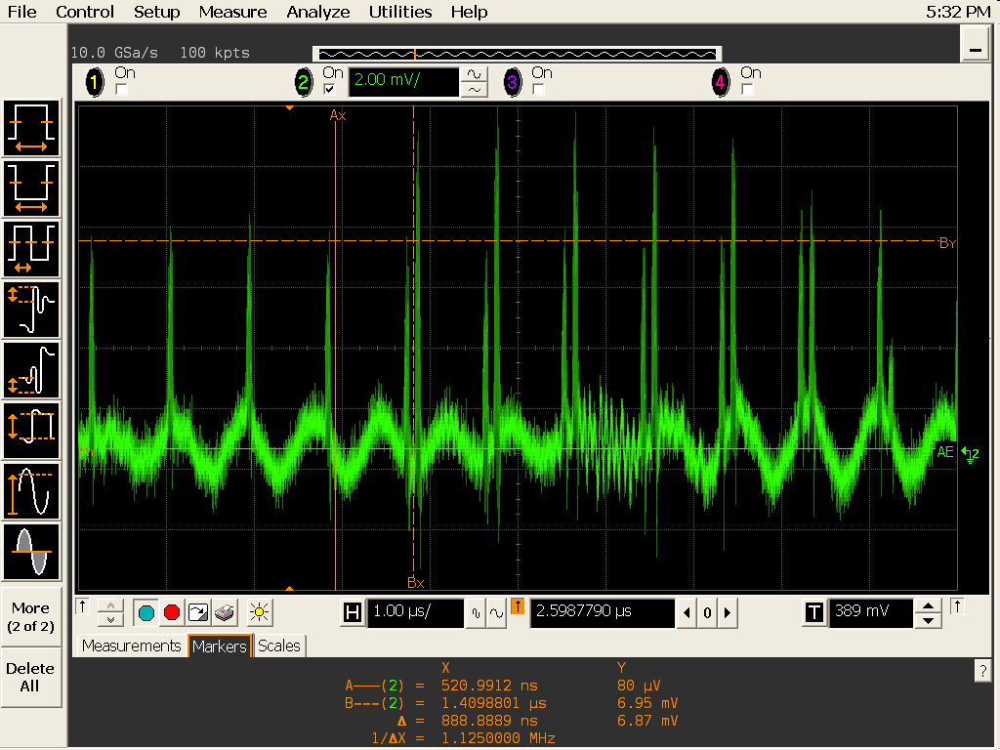 File Control Setup Measure Analyze Utilities Help 5:32 PM
10.0 GSa/s 100 kpts
1 On 2 On 2.00 mV/ 3 On 4 On
Ax
By
AE 2
Bx
More
(2 of 2)
Delete
All
H 1.00 µs/ 2.5987790 µs 0 T 389 mV
Measurements Markers Scales
?
X Y
A———(2) = 520.9912 ns 80 µV
B---(2) = 1.4098801 µs 6.95 mV
Δ = 888.8889 ns 6.87 mV
1/ΔX = 1.1250000 MHz